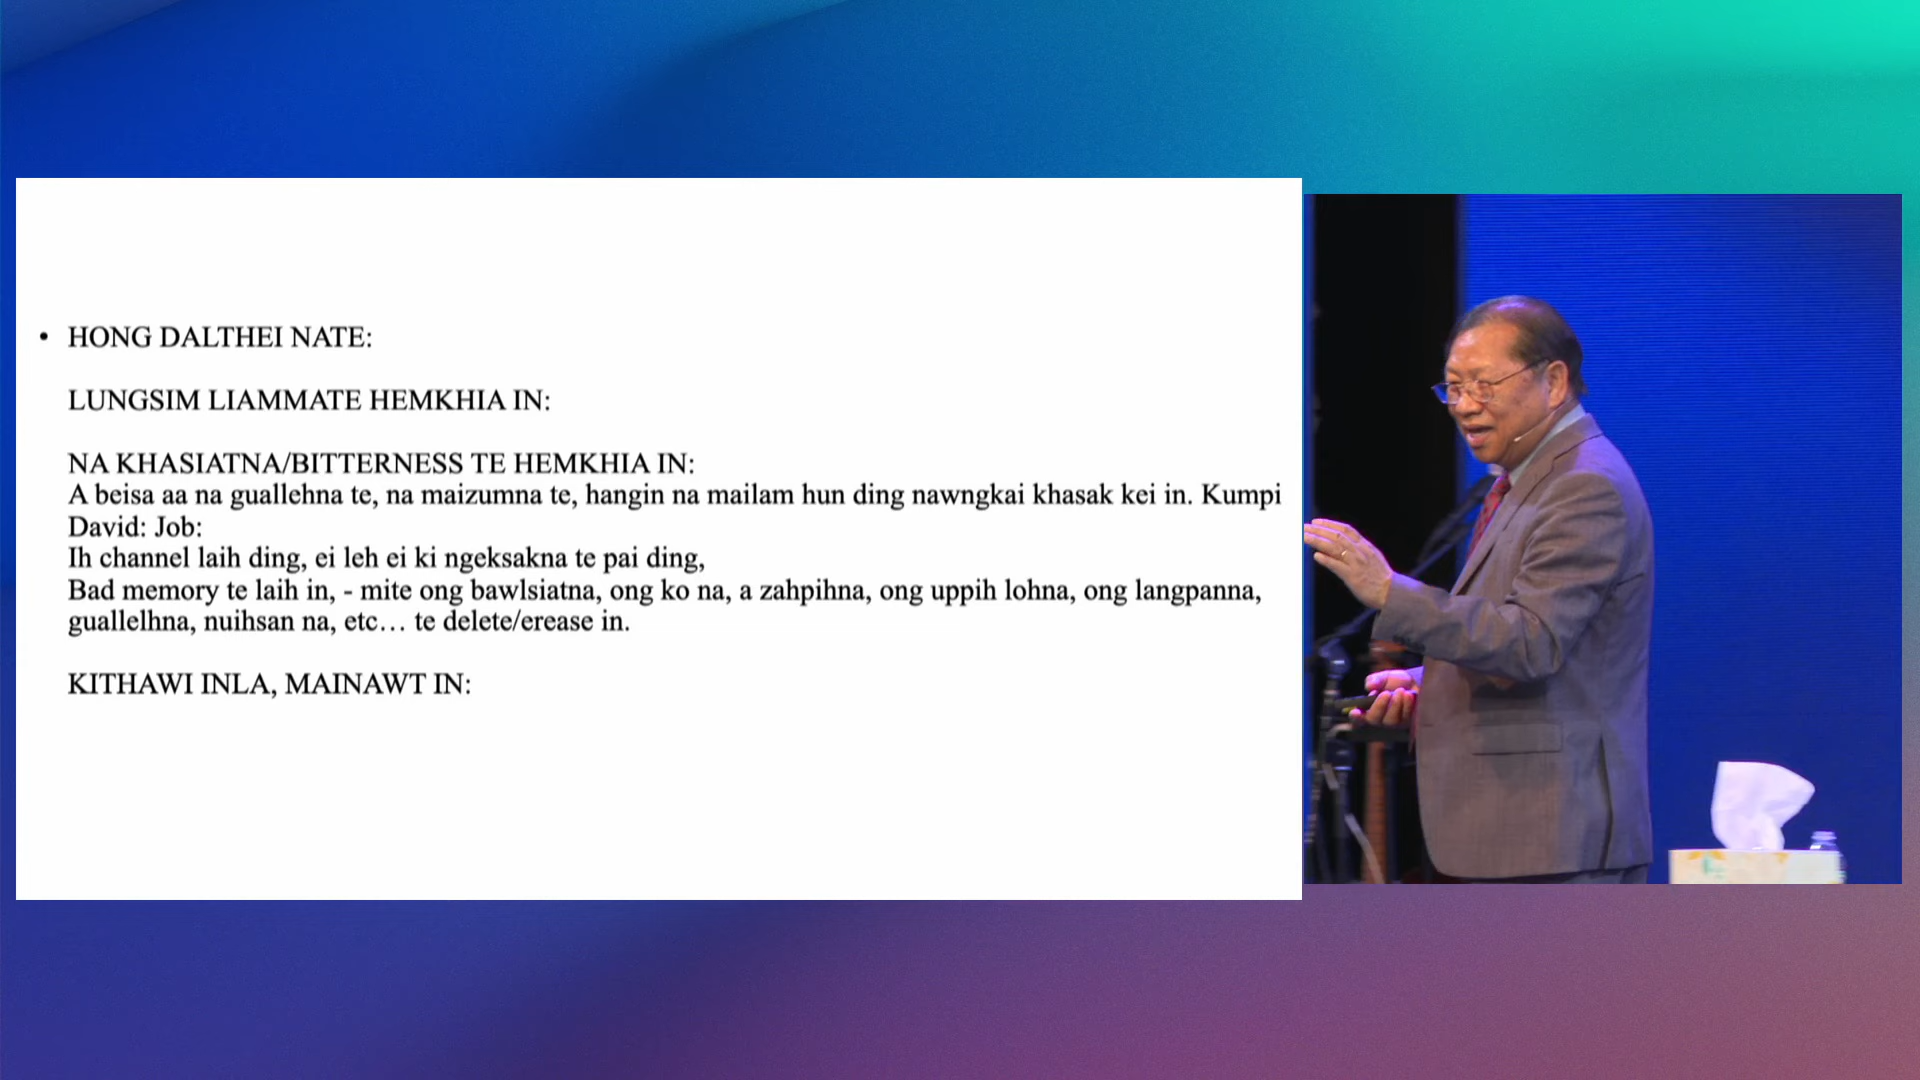 • HONG DALTHEI NATE:
LUNGSIM LIAMMATE HEMKHIA IN:
NA KHASIATNA/BITTERNESS TE HEMKHIA IN:
A beisa aa na guallehna te, na maizumna te, hangin na mailam hun ding nawngkai khasak kei in. Kumpi
David: Job:
Ih channel laih ding, ei leh ei ki ngeksakna te pai ding,
Bad memory te laih in, - mite ong bawlsiatna, ong ko na, a zahpihna, ong uppih lohna, ong langpanna,
guallelhna, nuihsan na, etc… te delete/erease in.
KITHAWI INLA, MAINAWT IN: